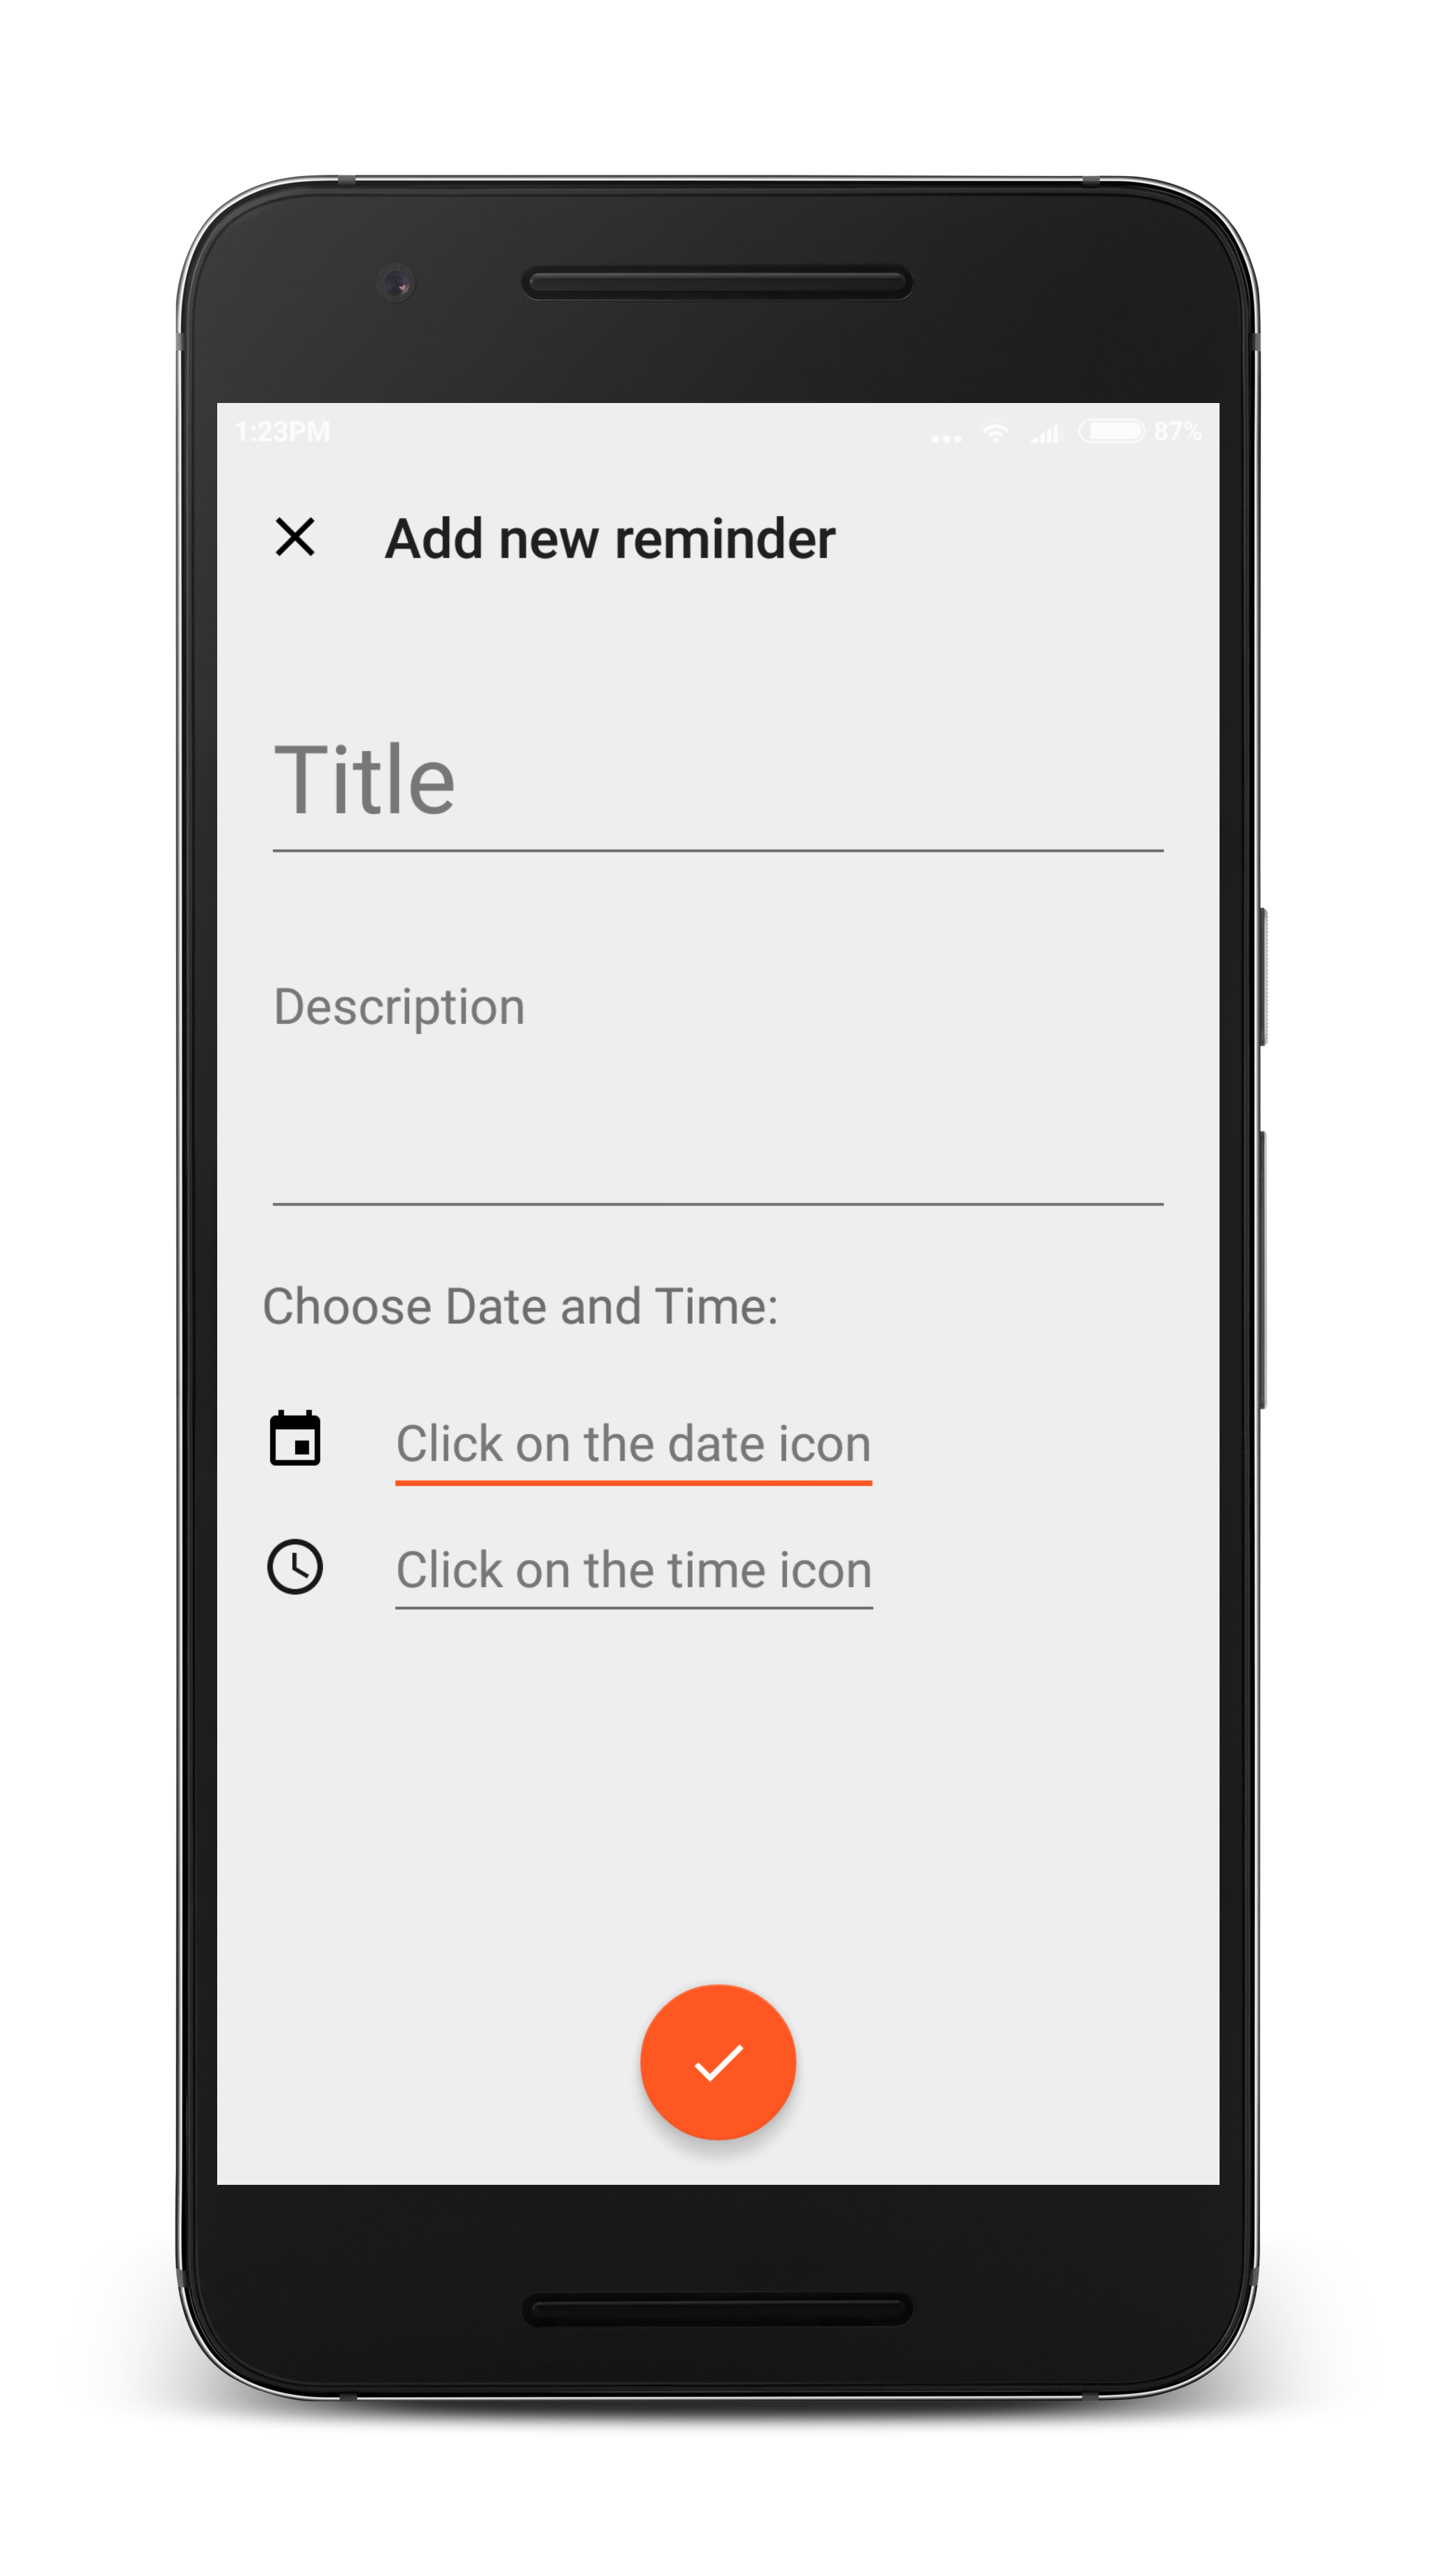 1:23PM 87%
Add new reminder
Title
Description
Choose Date and Time:
Click on the date icon
Click on the time icon